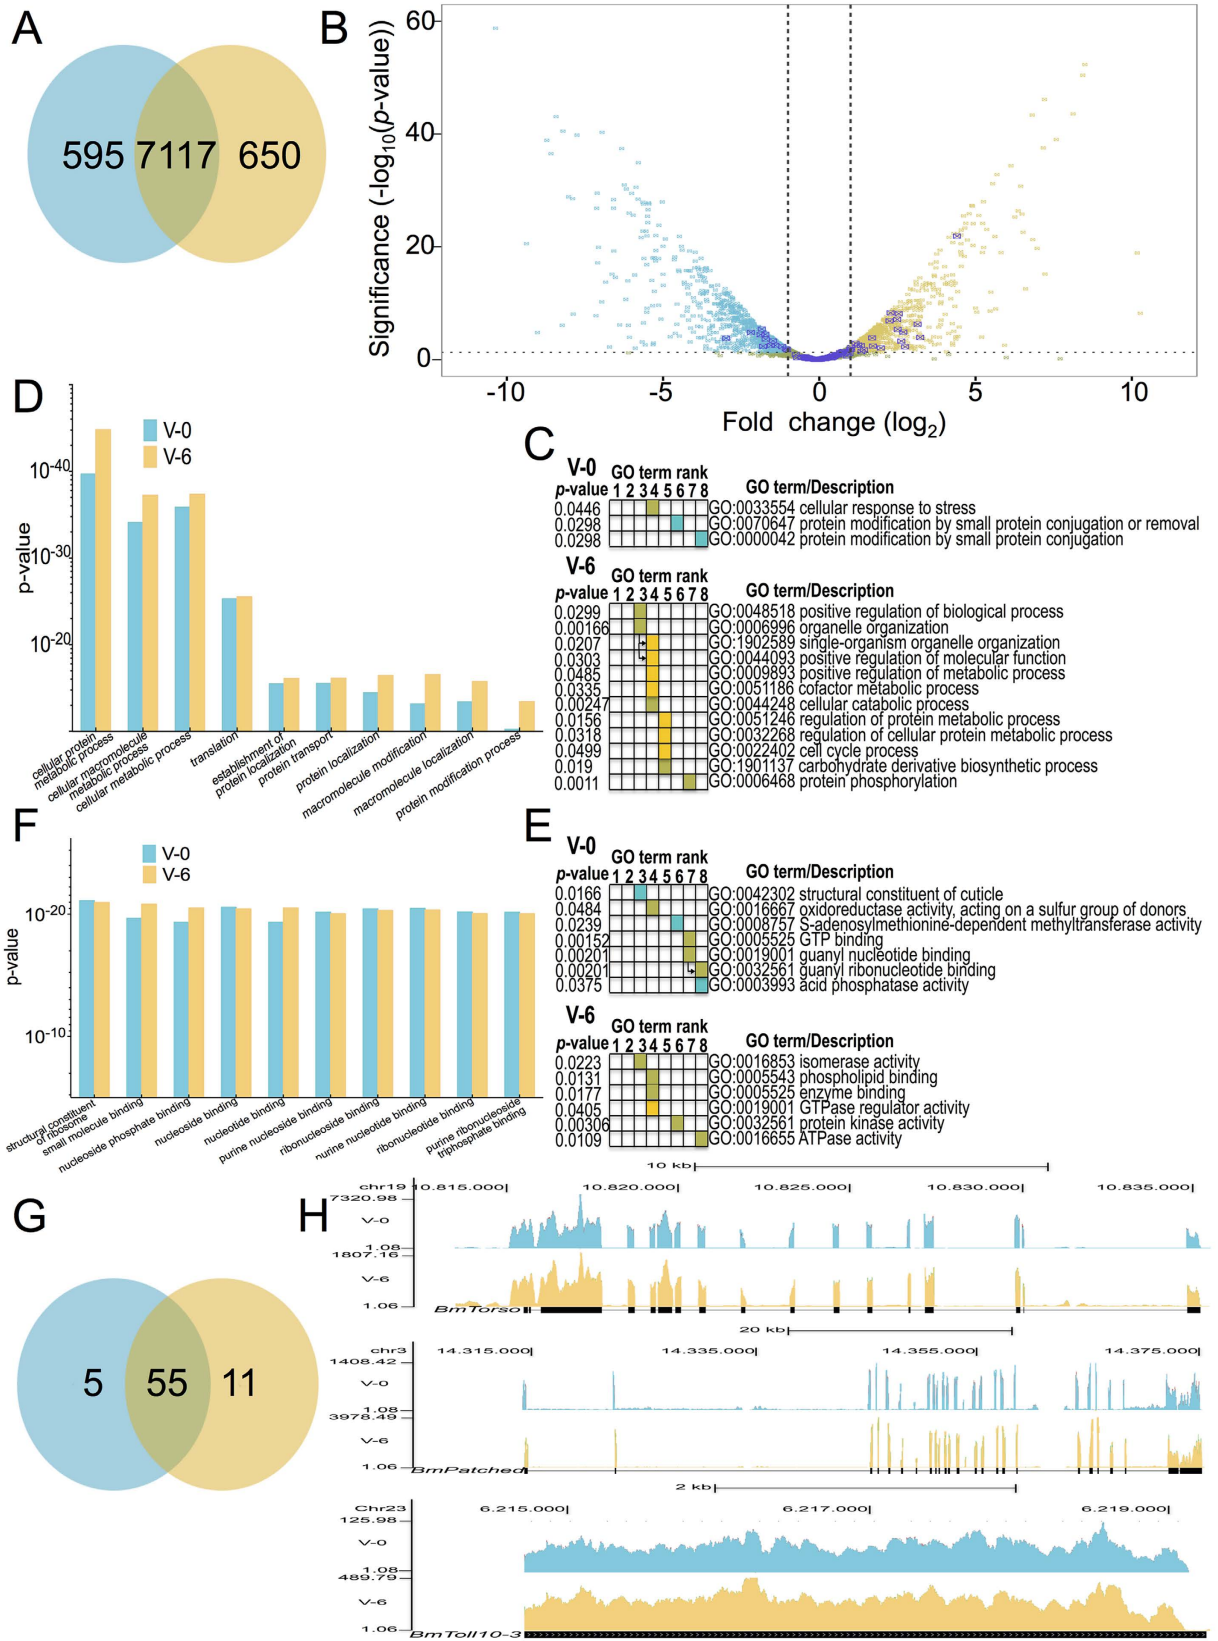 A
595 7117 650
B
Significance (-log10(p-value))
60
40
20
0
-10 -5 0 5 10
Fold change (log2)
D
V-0
V-6
p-value
10-40
10-30
10-20
cellular protein
metabolic process
cellular macromolecule
metabolic process
cellular metabolic process
translation
establishment of
protein localization
protein transport
protein localization
macromolecule modification
macromolecule localization
protein modification process
C
V-0
GO term rank
p-value 1 2 3 4 5 6 7 8 GO term/Description
0.0446 GO:0033554 cellular response to stress
0.0298 GO:0070647 protein modification by small protein conjugation or removal
0.0298 GO:0000042 protein modification by small protein conjugation
V-6
GO term rank
p-value 1 2 3 4 5 6 7 8 GO term/Description
0.0299 GO:0048518 positive regulation of biological process
0.00166 GO:0006996 organelle organization
0.0207 GO:1902589 single-organism organelle organization
0.0303 GO:0044093 positive regulation of molecular function
0.0485 GO:0009893 positive regulation of metabolic process
0.0335 GO:0051186 cofactor metabolic process
0.00247 GO:0044248 cellular catabolic process
0.0156 GO:0051246 regulation of protein metabolic process
0.0318 GO:0032268 regulation of cellular protein metabolic process
0.0499 GO:0022402 cell cycle process
0.019 GO:1901137 carbohydrate derivative biosynthetic process
0.0011 GO:0006468 protein phosphorylation
F
V-0
V-6
p-value
10-20
10-10
structural constituent
of ribosome
small molecule binding
nucleoside phosphate binding
nucleoside binding
nucleotide binding
purine nucleoside binding
ribonucleoside binding
nurine nucleotide binding
ribonucleotide binding
purine ribonucleoside
triphosphate binding
E
V-0
GO term rank
p-value 1 2 3 4 5 6 7 8 GO term/Description
0.0166 GO:0042302 structural constituent of cuticle
0.0484 GO:0016667 oxidoreductase activity, acting on a sulfur group of donors
0.0239 GO:0008757 S-adenosylmethionine-dependent methyltransferase activity
0.00152 GO:0005525 GTP binding
0.00201 GO:0019001 guanyl nucleotide binding
0.00201 GO:0032561 guanyl ribonucleotide binding
0.0375 GO:0003993 acid phosphatase activity
V-6
GO term rank
p-value 1 2 3 4 5 6 7 8 GO term/Description
0.0223 GO:0016853 isomerase activity
0.0131 GO:0005543 phospholipid binding
0.0177 GO:0005525 enzyme binding
0.0405 GO:0019001 GTPase regulator activity
0.00306 GO:0032561 protein kinase activity
0.0109 GO:0016655 ATPase activity
G
5 55 11
H
10 kb
chr19 10.815.000 10.820.000 10.825.000 10.830.000 10.835.000
7320.98
V-0
1.08
1807.16
V-6
1.06
BmTorso
20 kb
chr3 14.315.000 14.335.000 14.355.000 14.375.000
1408.42
V-0
1.08
3978.49
V-6
1.06
BmPatched
2 kb
Chr23 6.215.000 6.217.000 6.219.000
125.98
V-0
1.08
489.79
V-6
1.06
BmToll10-3